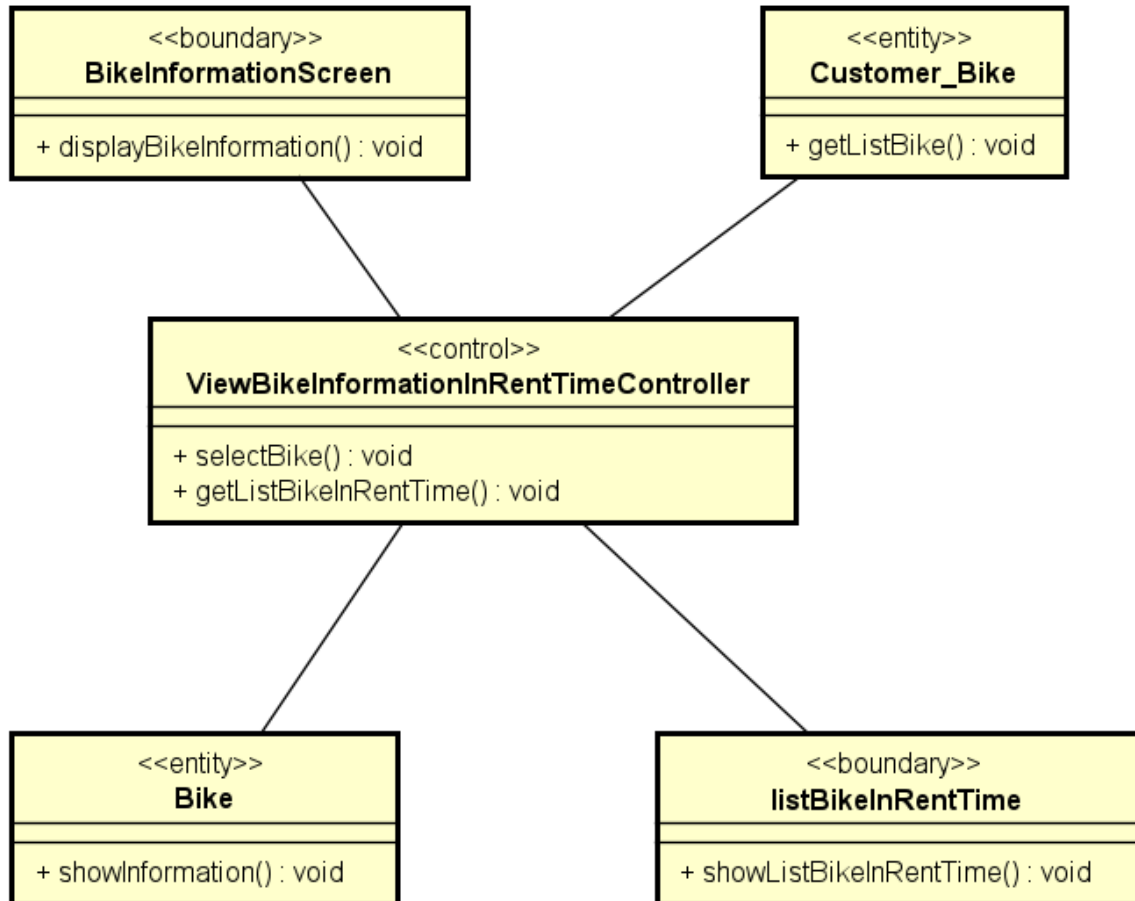 <<boundary>>
BikeInformationScreen
+ displayBikeInformation() : void
<<entity>>
Customer_Bike
+ getListBike() : void
<<control>>
ViewBikeInformationInRentTimeController
+ selectBike() : void
+ getListBikeInRentTime() : void
<<entity>>
Bike
+ showInformation() : void
<<boundary>>
listBikeInRentTime
+ showListBikeInRentTime() : void